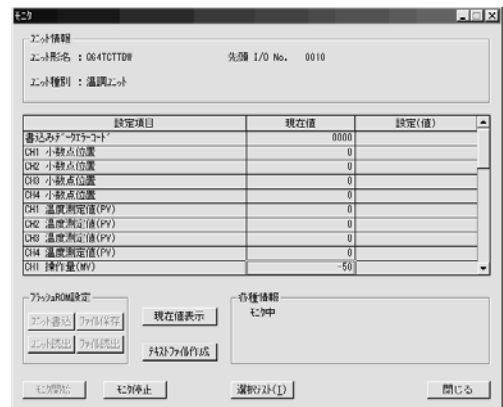 モニタ
ユニット情報
ユニット形名 : Q64TCTTBW 先頭 I/O No. 0010
ユニット種別 : 温調ユニット
設定項目 現在値 設定(値)
書込みデータエラーコード 0000
CH1 小数点位置 0
CH2 小数点位置 0
CH3 小数点位置 0
CH4 小数点位置 0
CH1 温度測定値(PV) 0
CH2 温度測定値(PV) 0
CH3 温度測定値(PV) 0
CH4 温度測定値(PV) 0
CH1 操作量(MV) -50
フラッシュROM設定 各種情報
ユニット書込 ファイル保存 現在値表示 モニタ中
ユニット読出 ファイル読出 テキストファイル作成
モニタ開始 モニタ停止 選択テスト(T) 閉じる